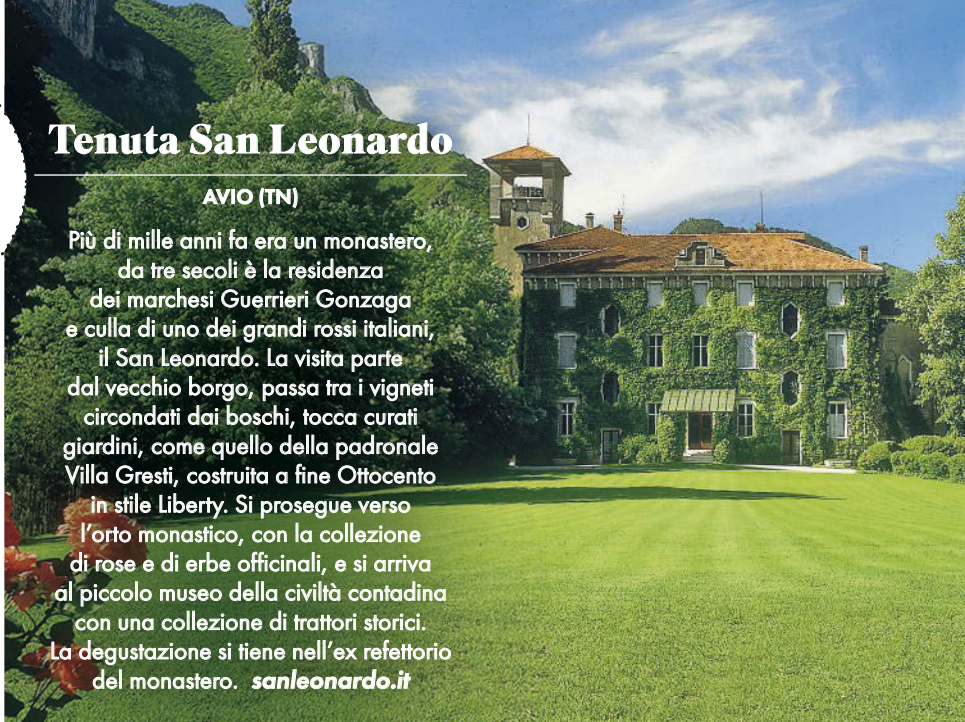 Tenuta San Leonardo
AVIO (TN)
Più di mille anni fa era un monastero,
da tre secoli è la residenza
dei marchesi Guerrieri Gonzaga
e culla di uno dei grandi rossi italiani,
il San Leonardo. La visita parte
dal vecchio borgo, passa tra i vigneti
circondati dai boschi, tocca curati
giardini, come quello della padronale
Villa Gresti, costruita a fine Ottocento
in stile Liberty. Si prosegue verso
l’orto monastico, con la collezione
di rose e di erbe officinali, e si arriva
al piccolo museo della civiltà contadina
con una collezione di trattori storici.
La degustazione si tiene nell’ex refettorio
del monastero. sanleonardo.it